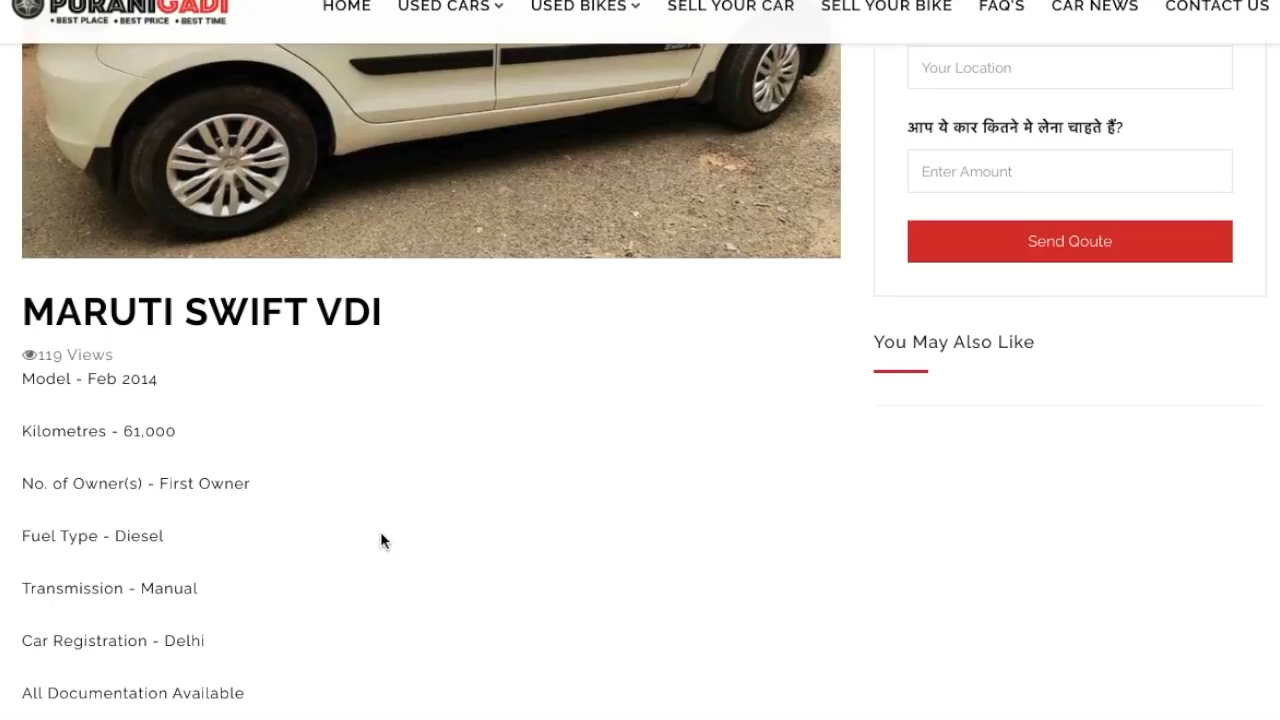 PURANIGADI
• BEST PLACE • BEST PRICE • BEST TIME
HOME USED CARS USED BIKES SELL YOUR CAR SELL YOUR BIKE FAQ'S CAR NEWS CONTACT US
Your Location
आप ये कार कितने मे लेना चाहते हैं?
Enter Amount
Send Qoute
MARUTI SWIFT VDI
119 Views
Model - Feb 2014
Kilometres - 61,000
No. of Owner(s) - First Owner
Fuel Type - Diesel
Transmission - Manual
Car Registration - Delhi
All Documentation Available
You May Also Like